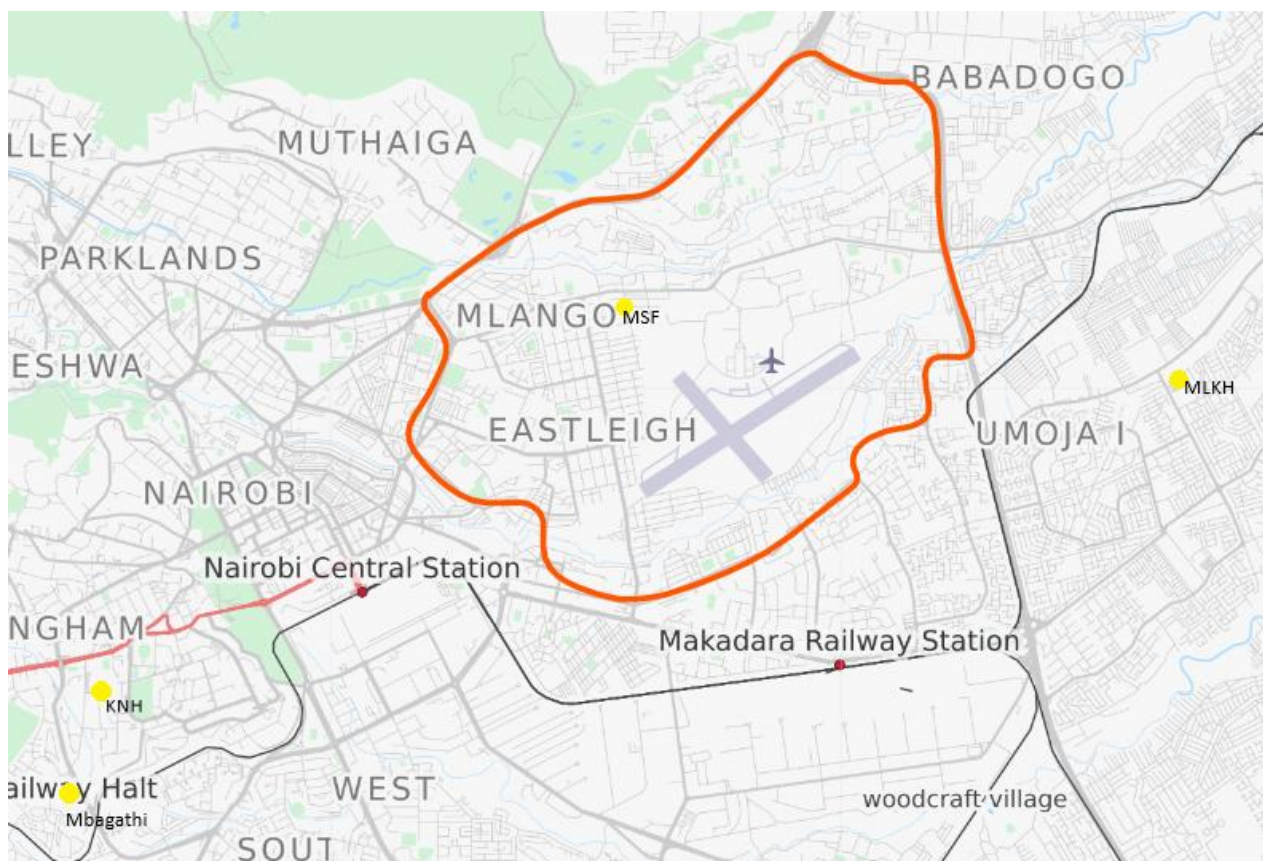 BABADOGO
MUTHAIGA
LLEY
PARKLANDS
MLANGO
MSF
ESHWA
MLKH
EASTLEIGH
UMOJA I
NAIROBI
Nairobi Central Station
NGHAM
Makadara Railway Station
KNH
WEST
ailway Halt
woodcraft village
Mbagathi
SOUT